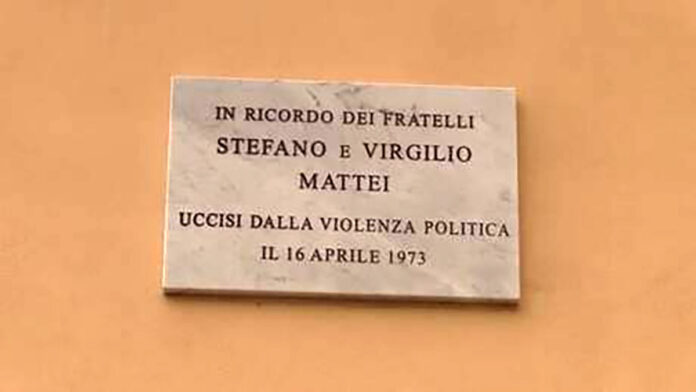 IN RICORDO DEI FRATELLI
STEFANO E VIRGILIO
MATTEI
UCCISI DALLA VIOLENZA POLITICA
IL 16 APRILE 1973